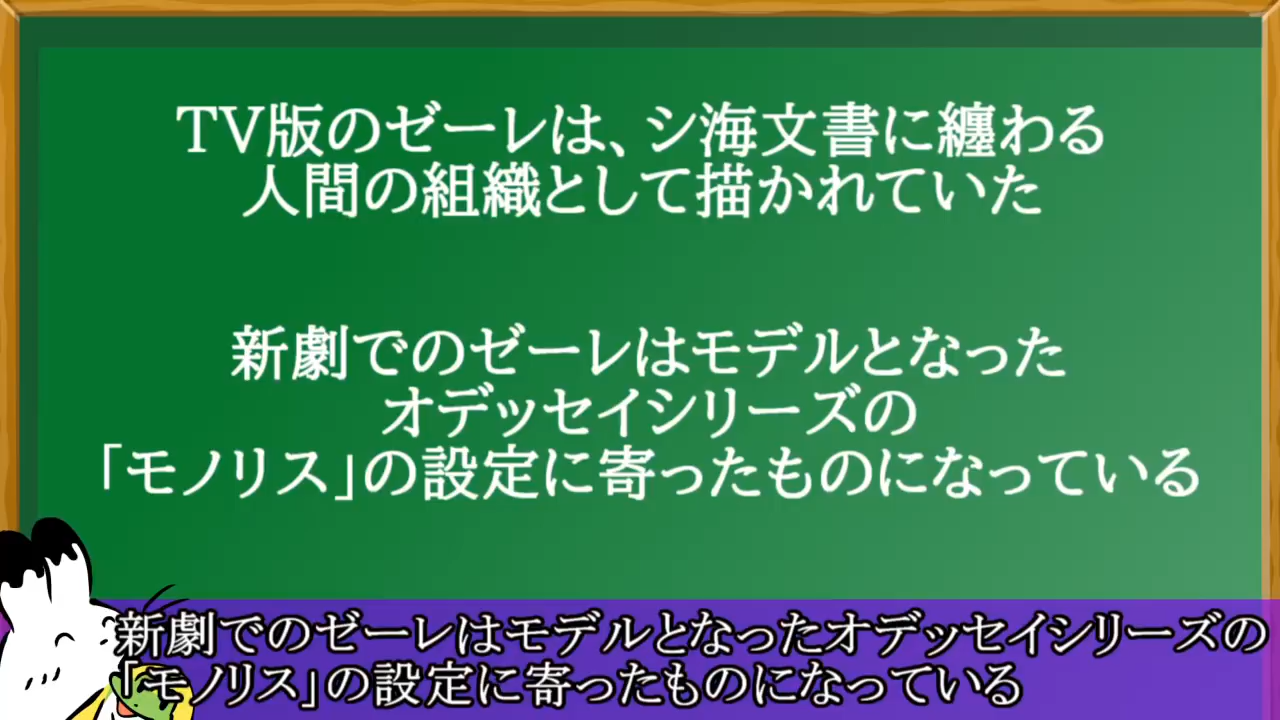 TV版のゼーレは、シ海文書に纏わる
人間の組織として描かれていた
新劇でのゼーレはモデルとなった
オデッセイシリーズの
「モノリス」の設定に寄ったものになっている
新劇でのゼーレはモデルとなったオデッセイシリーズの
「モノリス」の設定に寄ったものになっている